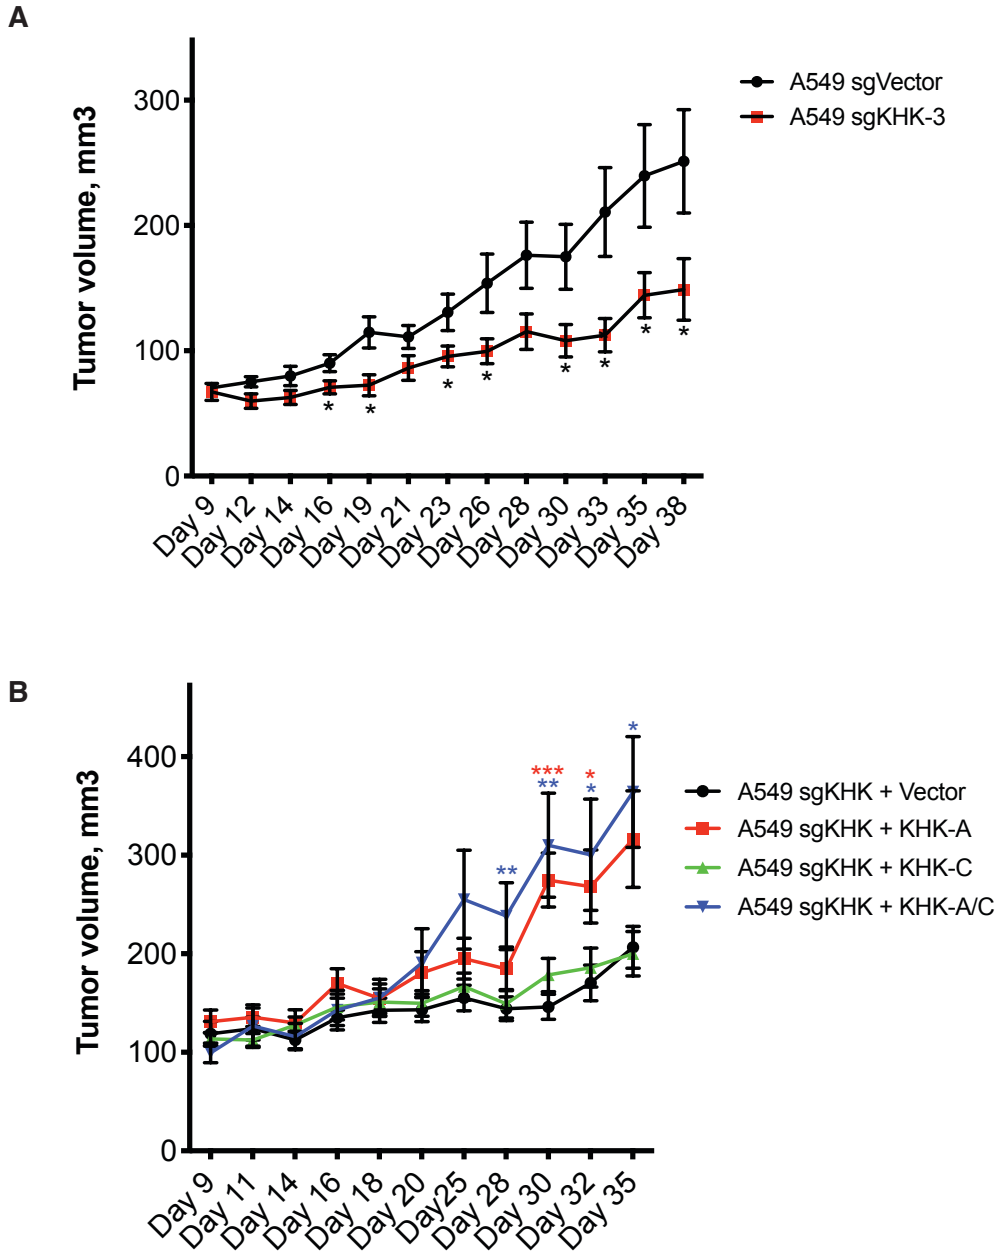 A
Tumor volume, mm3
300
200
100
0
Day 9
Day 12
Day 14
Day 16
Day 19
Day 21
Day 23
Day 26
Day 28
Day 30
Day 33
Day 35
Day 38
* * * * * * * *
A549 sgVector
A549 sgKHK-3
B
Tumor volume, mm3
400
300
200
100
0
**
***
**
*
*
*
Day 9
Day 11
Day 14
Day 16
Day 18
Day 20
Day25
Day 28
Day 30
Day 32
Day 35
A549 sgKHK + Vector
A549 sgKHK + KHK-A
A549 sgKHK + KHK-C
A549 sgKHK + KHK-A/C